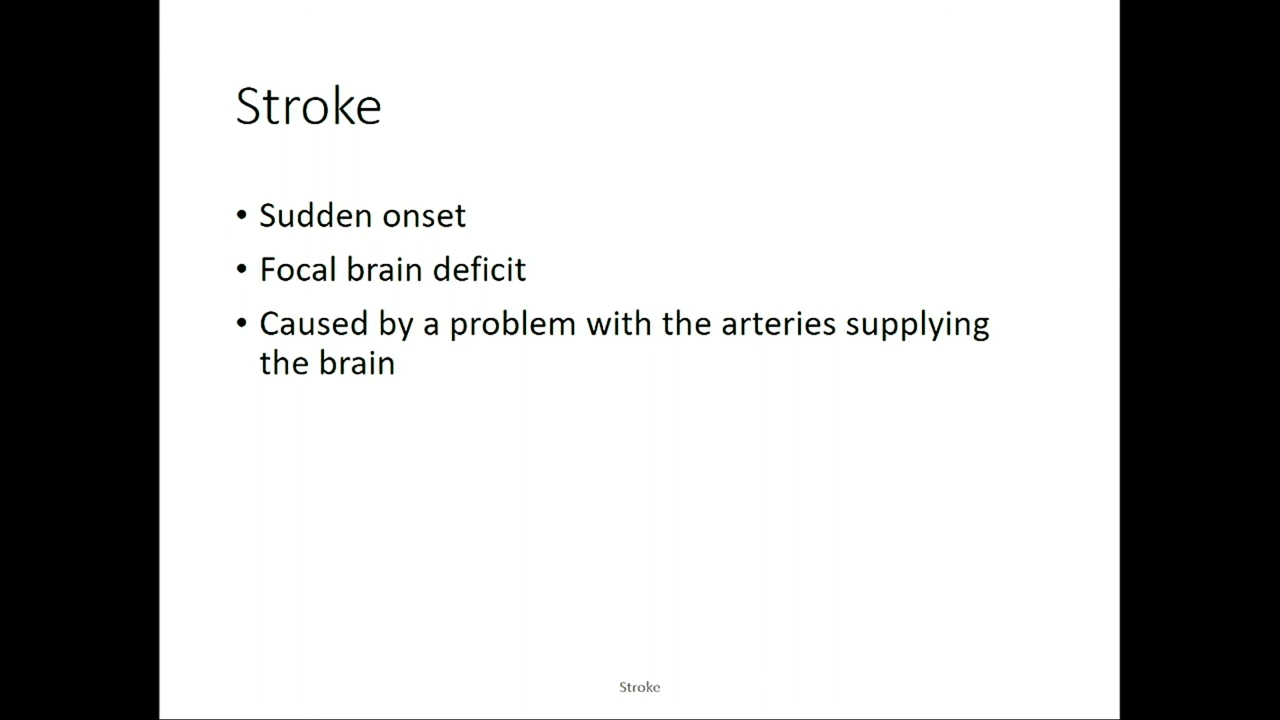 Stroke
• Sudden onset
• Focal brain deficit
• Caused by a problem with the arteries supplying
the brain
Stroke